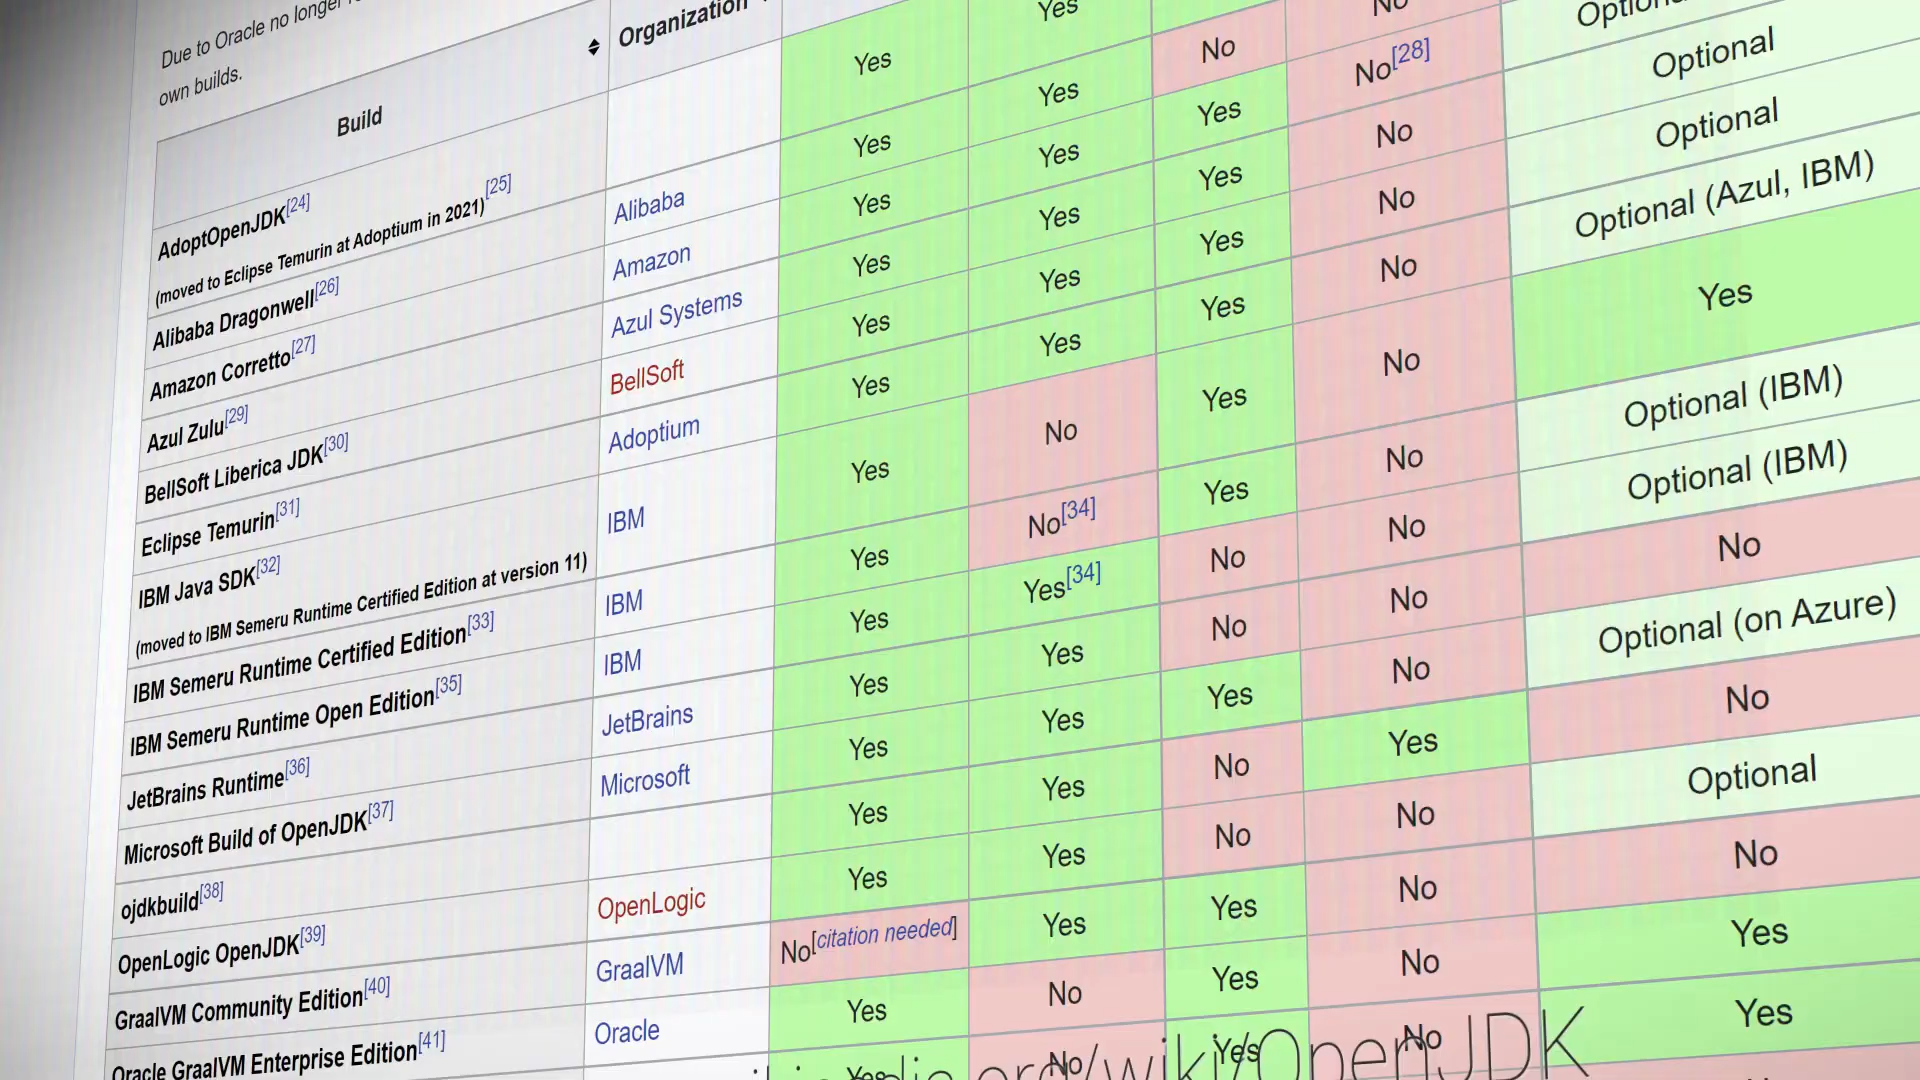 Due to Oracle no longer
own builds.
Build Organization
AdoptOpenJDK[24]
(moved to Eclipse Temurin at Adoptium in 2021)[25] Yes Yes
Alibaba Dragonwell[26] Alibaba Yes Yes No No
Amazon Corretto[27] Amazon Yes Yes Yes No[28] Optional
Azul Zulu[29] Azul Systems Yes Yes Yes No Optional
BellSoft Liberica JDK[30] BellSoft Yes Yes Yes No Optional
Eclipse Temurin[31] Adoptium Yes Yes Yes No Optional (Azul, IBM)
IBM Java SDK[32]
(moved to IBM Semeru Runtime Certified Edition at version 11) IBM Yes No Yes No Yes
IBM Semeru Runtime Certified Edition[33] IBM Yes No[34] Yes No Optional (IBM)
IBM Semeru Runtime Open Edition[35] IBM Yes Yes[34] No No Optional (IBM)
JetBrains Runtime[36] JetBrains Yes Yes No No No
Microsoft Build of OpenJDK[37] Microsoft Yes Yes Yes No Optional (on Azure)
ojdkbuild[38] Yes Yes No Yes No
OpenLogic OpenJDK[39] OpenLogic Yes Yes No No Optional
GraalVM Community Edition[40] GraalVM No[citation needed] Yes Yes No No
Oracle GraalVM Enterprise Edition[41] Oracle Yes No Yes No Yes
Yes No Yes No Yes
ikipedia.org/wiki/OpenJDK